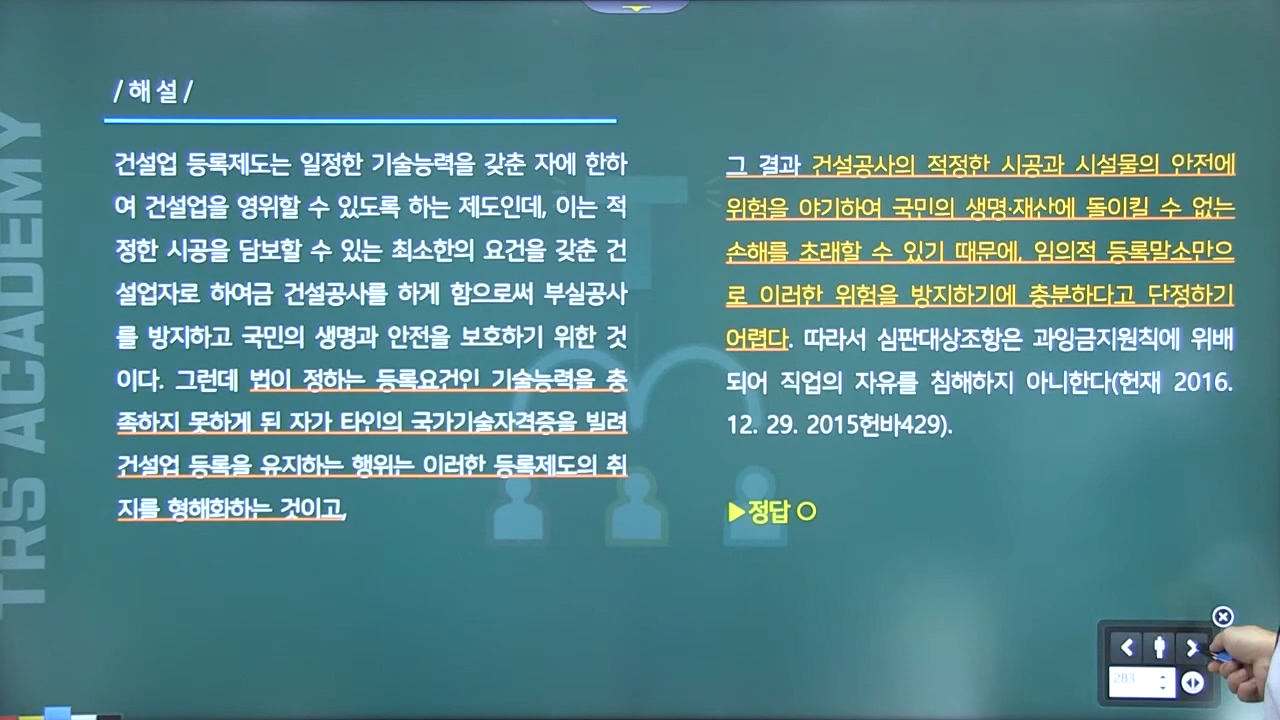 / 해 설 /
건설업 등록제도는 일정한 기술능력을 갖춘 자에 한하
여 건설업을 영위할 수 있도록 하는 제도인데, 이는 적
정한 시공을 담보할 수 있는 최소한의 요건을 갖춘 건
설업자로 하여금 건설공사를 하게 함으로써 부실공사
를 방지하고 국민의 생명과 안전을 보호하기 위한 것
이다. 그런데 법이 정하는 등록요건인 기술능력을 충
족하지 못하게 된 자가 타인의 국가기술자격증을 빌려
건설업 등록을 유지하는 행위는 이러한 등록제도의 취
지를 형해화하는 것이고,
그 결과 건설공사의 적정한 시공과 시설물의 안전에
위험을 야기하여 국민의 생명·재산에 돌이킬 수 없는
손해를 초래할 수 있기 때문에, 임의적 등록말소만으
로 이러한 위험을 방지하기에 충분하다고 단정하기
어렵다. 따라서 심판대상조항은 과잉금지원칙에 위배
되어 직업의 자유를 침해하지 아니한다(헌재 2016.
12. 29. 2015헌바429).
▶정답 ○
TRS ACADEMY
283